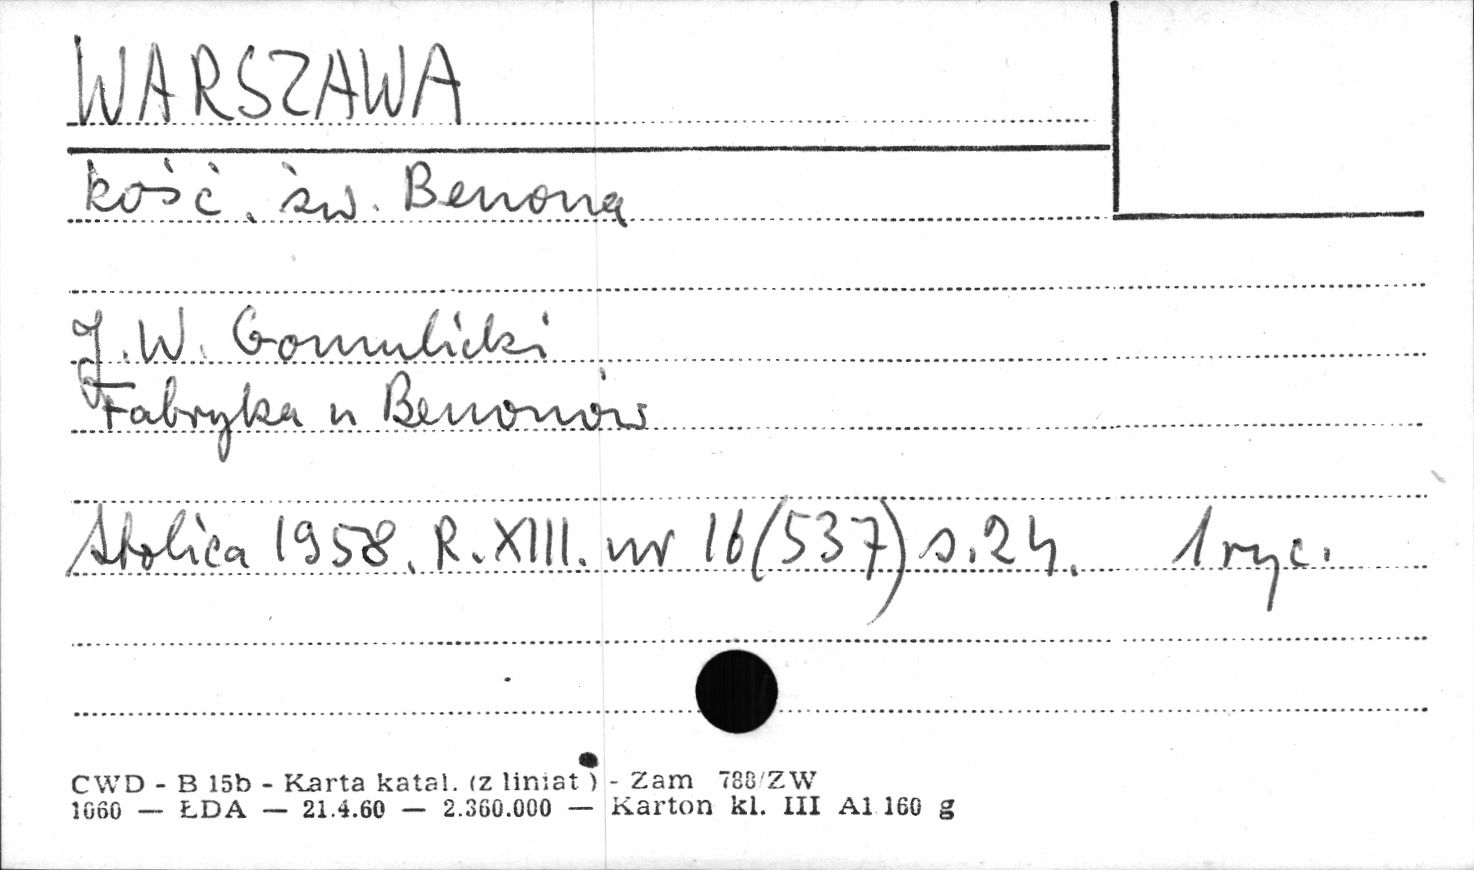 WARSZAWA
kość. św. Benona
J. W. Gomulicki
Fabryka u Benonów
Stolica 1958. R. XIII. nr 16(537) s. 24. 1 ryc.
CWD - B 15b - Karta katal. (z liniat) - Zam 788/ZW
1060 — ŁDA — 21.4.60 — 2.360.000 — Karton kl. III A1 160 g